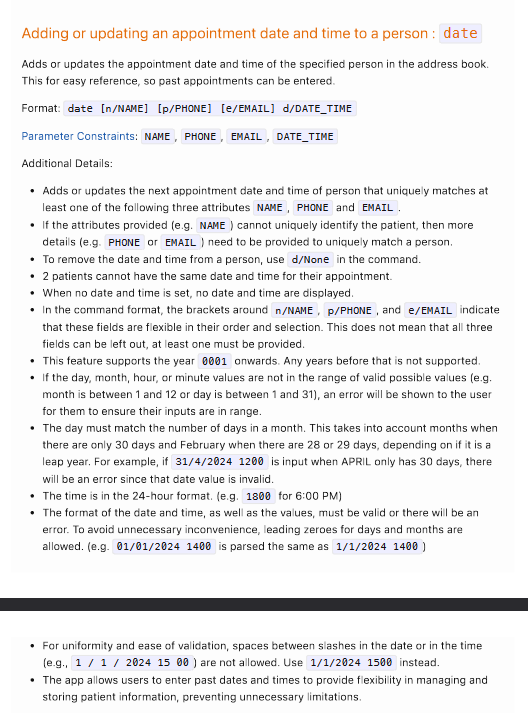 Adding or updating an appointment date and time to a person : date
Adds or updates the appointment date and time of the specified person in the address book.
This for easy reference, so past appointments can be entered.
Format: date [n/NAME] [p/PHONE] [e/EMAIL] d/DATE_TIME
Parameter Constraints: NAME , PHONE , EMAIL , DATE_TIME
Additional Details:
• Adds or updates the next appointment date and time of person that uniquely matches at
least one of the following three attributes NAME , PHONE and EMAIL .
• If the attributes provided (e.g. NAME ) cannot uniquely identify the patient, then more
details (e.g. PHONE or EMAIL ) need to be provided to uniquely match a person.
• To remove the date and time from a person, use d/None in the command.
• 2 patients cannot have the same date and time for their appointment.
• When no date and time is set, no date and time are displayed.
• In the command format, the brackets around n/NAME , p/PHONE , and e/EMAIL indicate
that these fields are flexible in their order and selection. This does not mean that all three
fields can be left out, at least one must be provided.
• This feature supports the year 0001 onwards. Any years before that is not supported.
• If the day, month, hour, or minute values are not in the range of valid possible values (e.g.
month is between 1 and 12 or day is between 1 and 31), an error will be shown to the user
for them to ensure their inputs are in range.
• The day must match the number of days in a month. This takes into account months when
there are only 30 days and February when there are 28 or 29 days, depending on if it is a
leap year. For example, if 31/4/2024 1200 is input when APRIL only has 30 days, there
will be an error since that date value is invalid.
• The time is in the 24-hour format. (e.g. 1800 for 6:00 PM)
• The format of the date and time, as well as the values, must be valid or there will be an
error. To avoid unnecessary inconvenience, leading zeroes for days and months are
allowed. (e.g. 01/01/2024 1400 is parsed the same as 1/1/2024 1400 )
• For uniformity and ease of validation, spaces between slashes in the date or in the time
(e.g., 1 / 1 / 2024 15 00 ) are not allowed. Use 1/1/2024 1500 instead.
• The app allows users to enter past dates and times to provide flexibility in managing and
storing patient information, preventing unnecessary limitations.